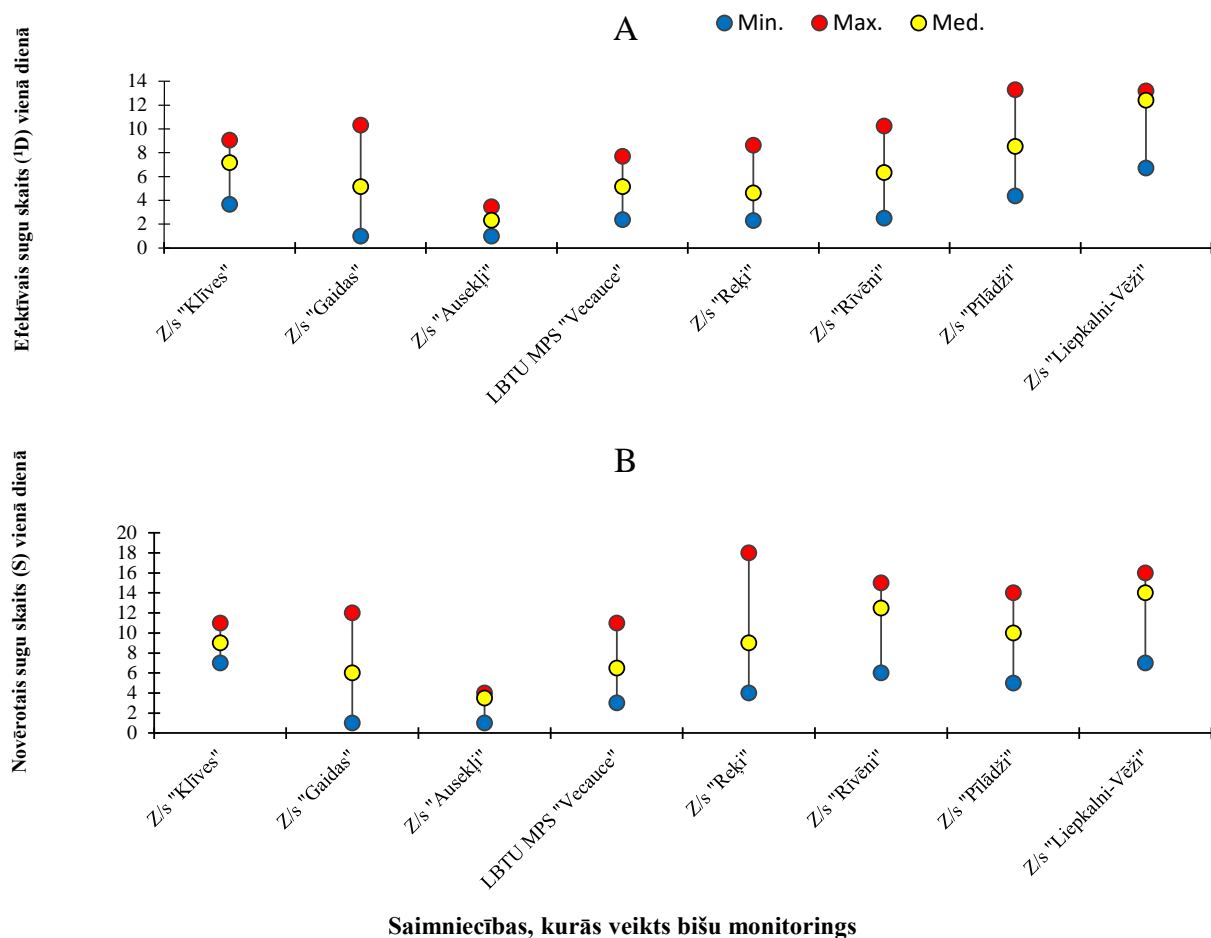 A
Min. Max. Med.
Efektīvais sugu skaits (¹D) vienā dienā
14
12
10
8
6
4
2
0
Z/s "Klīves"
Z/s "Gaidas"
Z/s "Ausekļi"
LBTU MPS "Vecauce"
Z/s "Reķi"
Z/s "Rīvēni"
Z/s "Pīlādži"
Z/s "Liepkalni-Vēži"
B
Novērotais sugu skaits (S) vienā dienā
20
18
16
14
12
10
8
6
4
2
0
Z/s "Klīves"
Z/s "Gaidas"
Z/s "Ausekļi"
LBTU MPS "Vecauce"
Z/s "Reķi"
Z/s "Rīvēni"
Z/s "Pīlādži"
Z/s "Liepkalni-Vēži"
Saimniecības, kurās veikts bišu monitorings